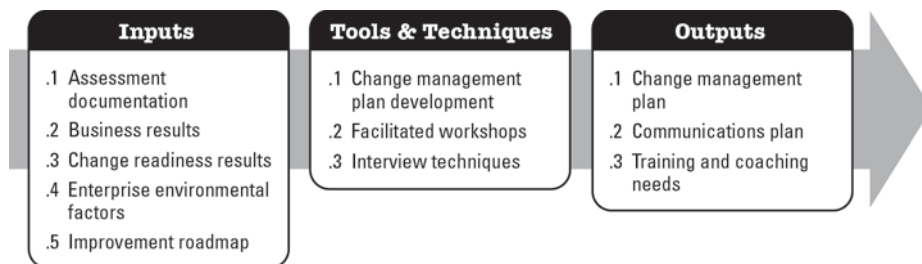 Inputs
.1 Assessment
documentation
.2 Business results
.3 Change readiness results
.4 Enterprise environmental
factors
.5 Improvement roadmap
Tools & Techniques
.1 Change management
plan development
.2 Facilitated workshops
.3 Interview techniques
Outputs
.1 Change management
plan
.2 Communications plan
.3 Training and coaching
needs